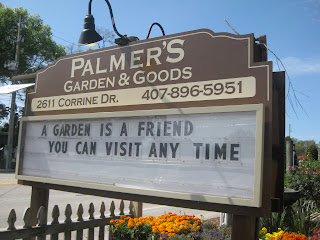 PALMER'S
GARDEN & GOODS
2611 CORRINE DR. 407-896-5951
A GARDEN IS A FRIEND
YOU CAN VISIT ANY TIME